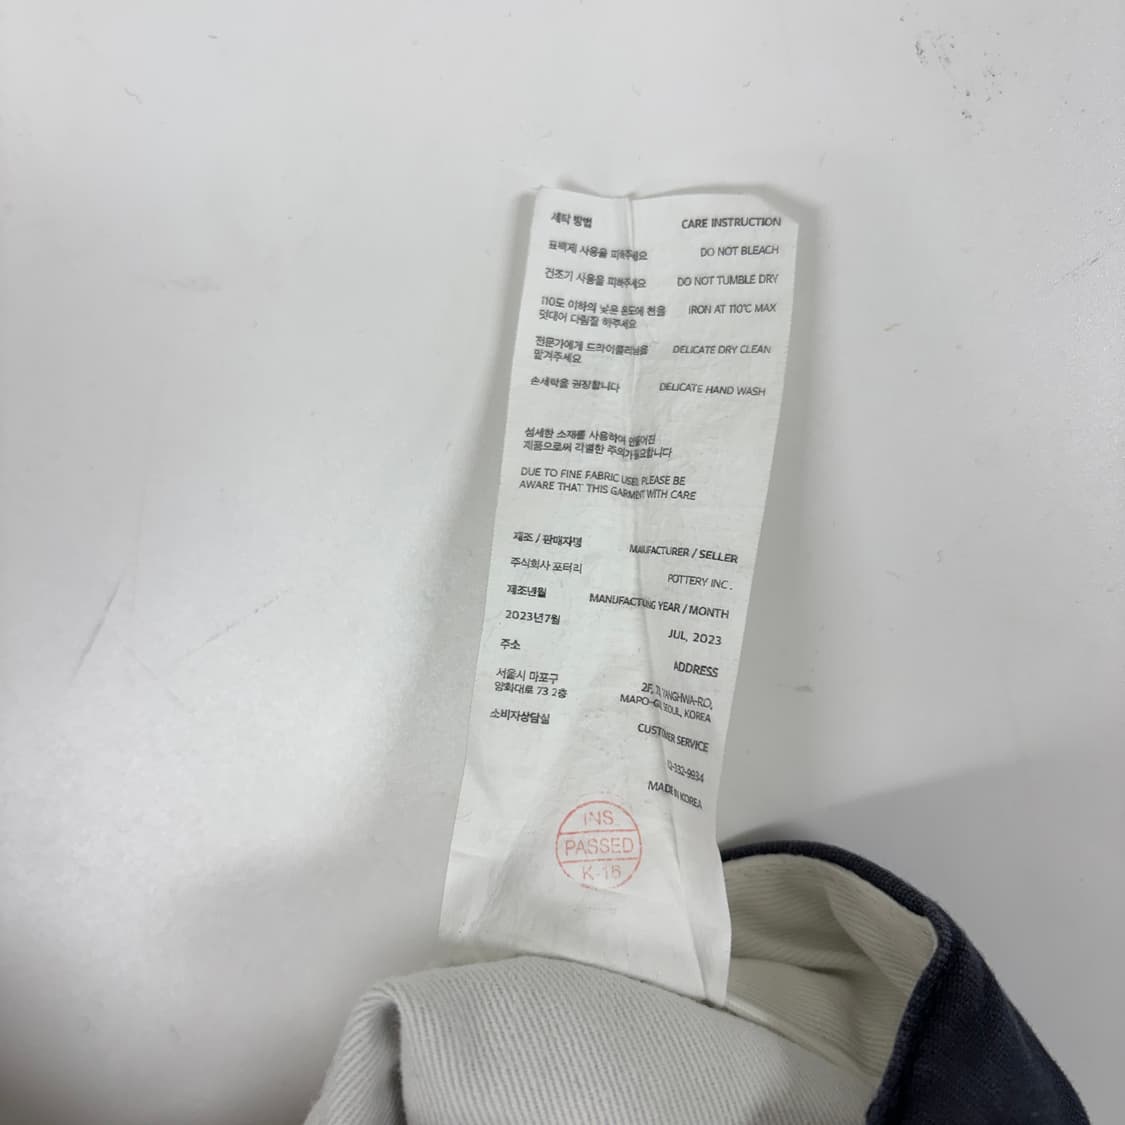 세탁 방법 CARE INSTRUCTION
표백제 사용을 피해주세요 DO NOT BLEACH
건조기 사용을 피해주세요 DO NOT TUMBLE DRY
110도 이하의 낮은 온도에 천을 IRON AT 110°C MAX
덧대어 다림질 해주세요
전문가에게 드라이클리닝을 DELICATE DRY CLEAN
맡겨주세요
손세탁을 권장합니다 DELICATE HAND WASH
섬세한 소재를 사용하여 만들어진
제품으로써 각별한 주의가 필요합니다
DUE TO FINE FABRIC USED, PLEASE BE
AWARE THAT THIS GARMENT WITH CARE
제조 / 판매자명 MANUFACTURER / SELLER
주식회사 포터리 POTTERY INC.
제조년월 MANUFACTURING YEAR / MONTH
2023년7월 JUL, 2023
주소 ADDRESS
서울시 마포구 2F, YANGHWA-RO,
양화대로 73 2층 MAPO-GU, SEOUL, KOREA
소비자상담실 CUSTOMER SERVICE
332-9934
MADE IN KOREA
INS
PASSED
K-16